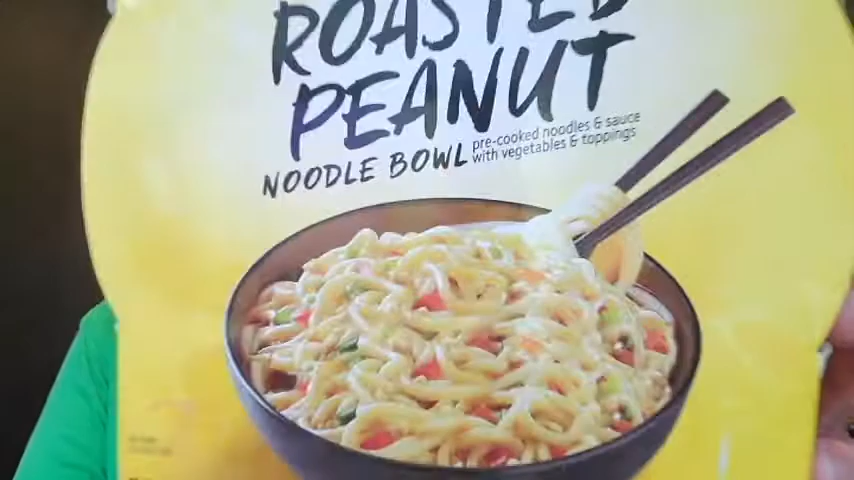 ROASTED
PEANUT
NOODLE BOWL
pre-cooked noodles & sauce
with vegetables & toppings